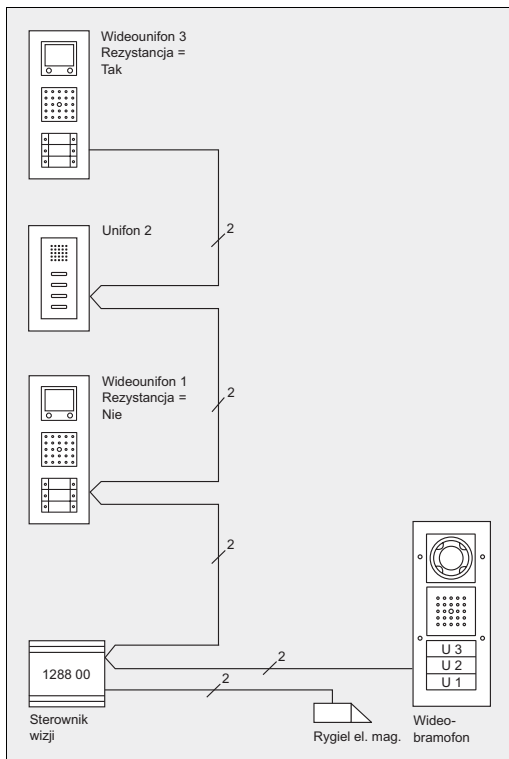 Wideounifon 3
Rezystancja =
Tak
2
Unifon 2
2
Wideounifon 1
Rezystancja =
Nie
2
1288 00
2
2
U 3
U 2
U 1
Sterownik
wizji
Rygiel el. mag.
Wideo-
bramofon